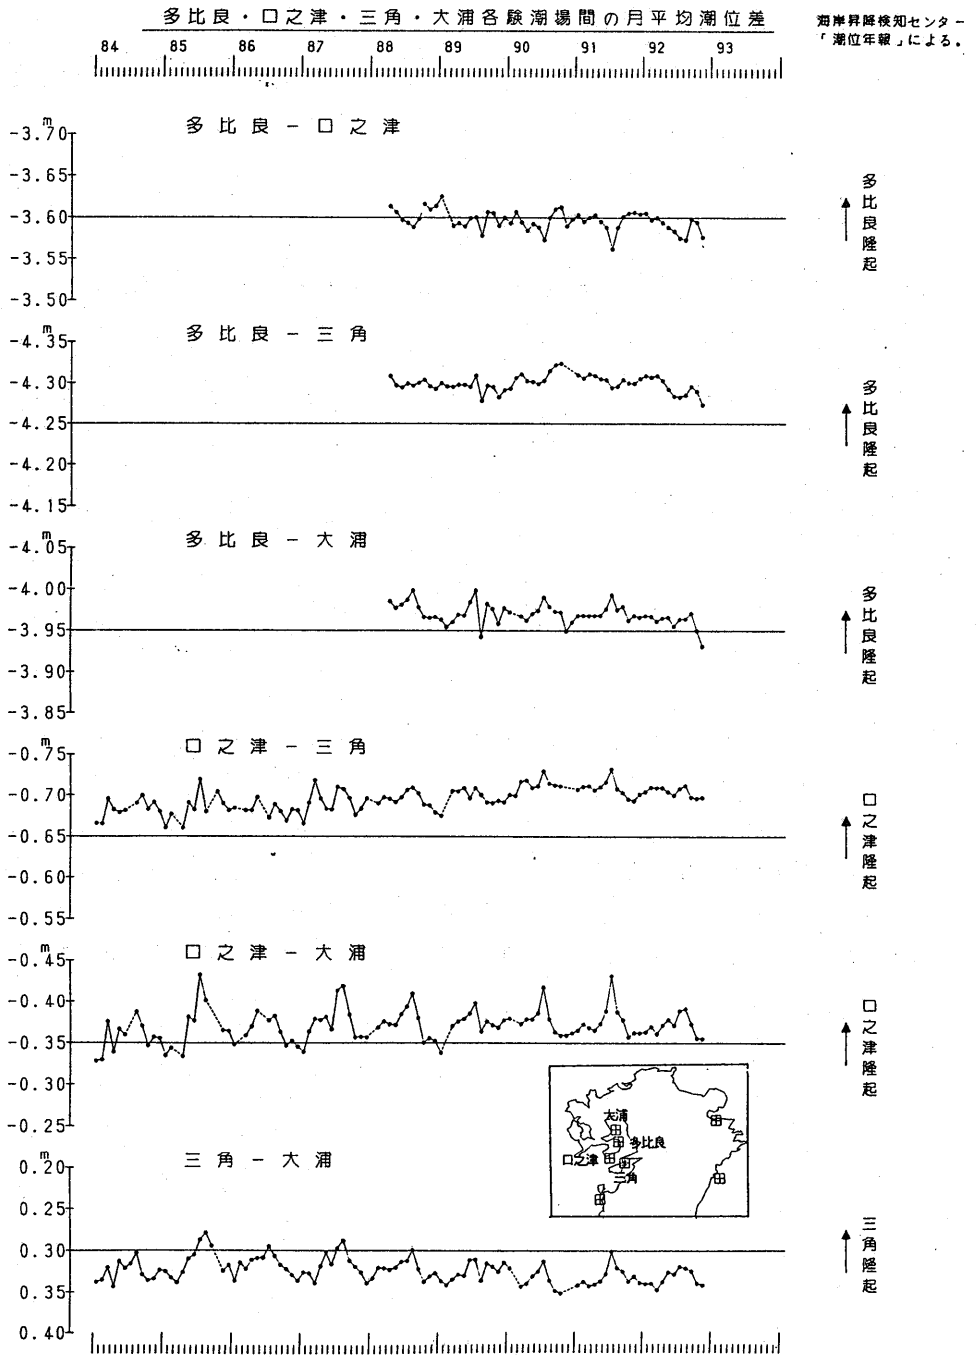 多比良・口之津・三角・大浦各験潮場間の月平均潮位差
海岸昇降検知センター
「潮位年報」による。
84 85 86 87 88 89 90 91 92 93
多比良－口之津
m
-3.70
-3.65
-3.60
-3.55
-3.50
多比良隆起
多比良－三角
m
-4.35
-4.30
-4.25
-4.20
-4.15
多比良隆起
多比良－大浦
m
-4.05
-4.00
-3.95
-3.90
-3.85
多比良隆起
口之津－三角
m
-0.75
-0.70
-0.65
-0.60
-0.55
口之津隆起
口之津－大浦
m
-0.45
-0.40
-0.35
-0.30
-0.25
口之津隆起
大浦
多比良
口之津
三角
三角－大浦
m
0.20
0.25
0.30
0.35
0.40
三角隆起